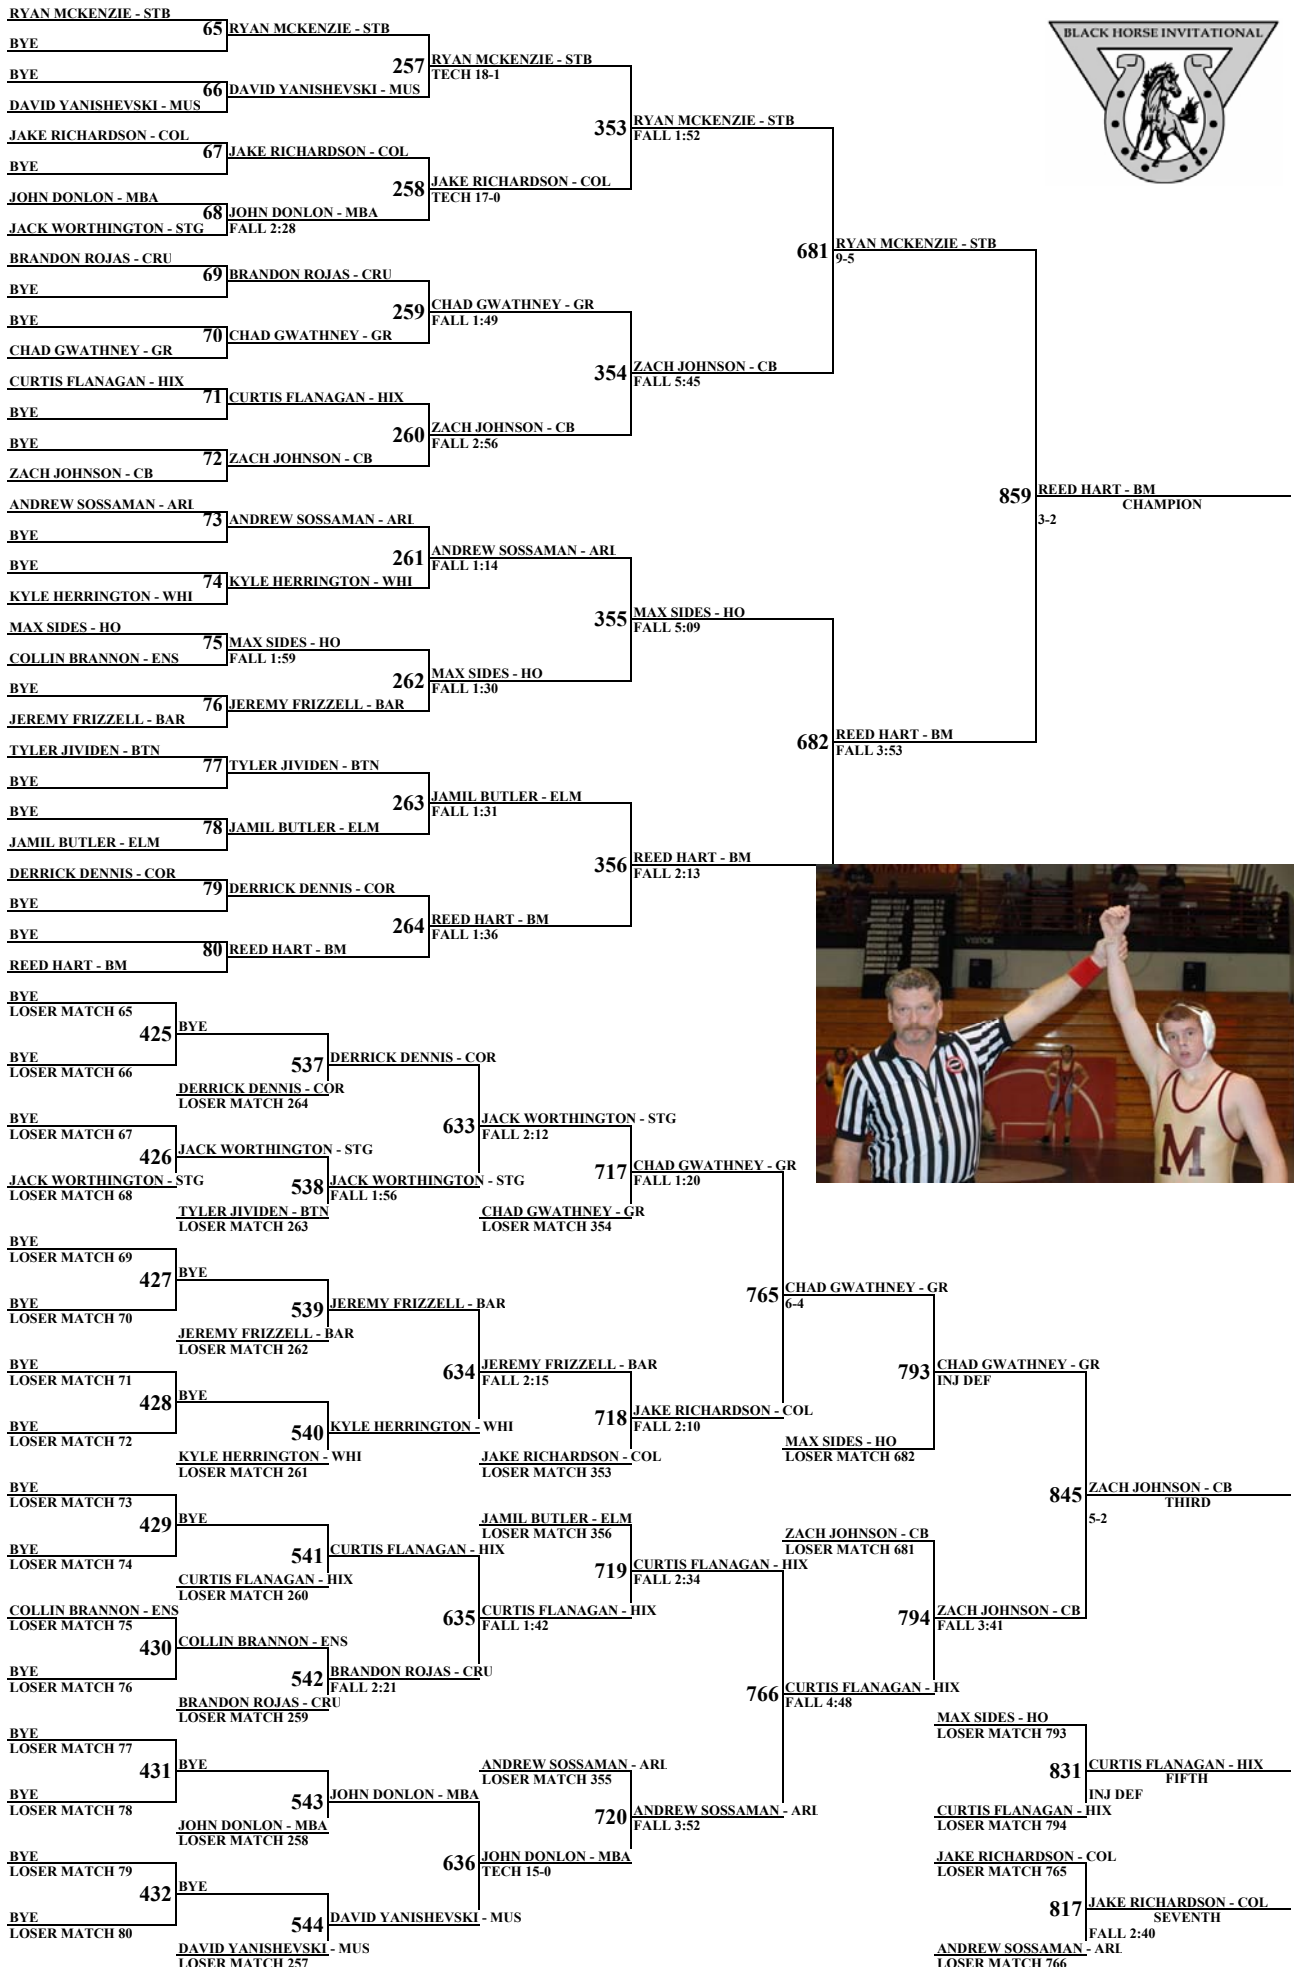 BLACK HORSE INVITATIONAL
RYAN MCKENZIE - STB
BYE
65
RYAN MCKENZIE - STB
BYE
DAVID YANISHEVSKI - MUS
66
DAVID YANISHEVSKI - MUS
257
RYAN MCKENZIE - STB
TECH 18-1
JAKE RICHARDSON - COL
BYE
67
JAKE RICHARDSON - COL
JOHN DONLON - MBA
JACK WORTHINGTON - STG
68
JOHN DONLON - MBA
FALL 2:28
258
JAKE RICHARDSON - COL
TECH 17-0
353
RYAN MCKENZIE - STB
FALL 1:52
BRANDON ROJAS - CRU
BYE
69
BRANDON ROJAS - CRU
BYE
CHAD GWATHNEY - GR
70
CHAD GWATHNEY - GR
259
CHAD GWATHNEY - GR
FALL 1:49
CURTIS FLANAGAN - HIX
BYE
71
CURTIS FLANAGAN - HIX
BYE
ZACH JOHNSON - CB
72
ZACH JOHNSON - CB
260
ZACH JOHNSON - CB
FALL 2:56
354
ZACH JOHNSON - CB
FALL 5:45
681
RYAN MCKENZIE - STB
9-5
ANDREW SOSSAMAN - ARL
BYE
73
ANDREW SOSSAMAN - ARL
BYE
KYLE HERRINGTON - WHI
74
KYLE HERRINGTON - WHI
261
ANDREW SOSSAMAN - ARL
FALL 1:14
MAX SIDES - HO
COLLIN BRANNON - ENS
75
MAX SIDES - HO
FALL 1:59
BYE
JEREMY FRIZZELL - BAR
76
JEREMY FRIZZELL - BAR
262
MAX SIDES - HO
FALL 1:30
355
MAX SIDES - HO
FALL 5:09
TYLER JIVIDEN - BTN
BYE
77
TYLER JIVIDEN - BTN
BYE
JAMIL BUTLER - ELM
78
JAMIL BUTLER - ELM
263
JAMIL BUTLER - ELM
FALL 1:31
DERRICK DENNIS - COR
BYE
79
DERRICK DENNIS - COR
BYE
REED HART - BM
80
REED HART - BM
264
REED HART - BM
FALL 1:36
356
REED HART - BM
FALL 2:13
682
REED HART - BM
FALL 3:53
859
REED HART - BM
CHAMPION
3-2
VISITOR
M
BYE
LOSER MATCH 65
425
BYE
BYE
LOSER MATCH 66
DERRICK DENNIS - COR
LOSER MATCH 264
537
DERRICK DENNIS - COR
BYE
LOSER MATCH 67
426
JACK WORTHINGTON - STG
JACK WORTHINGTON - STG
LOSER MATCH 68
TYLER JIVIDEN - BTN
LOSER MATCH 263
538
JACK WORTHINGTON - STG
FALL 1:56
633
JACK WORTHINGTON - STG
FALL 2:12
CHAD GWATHNEY - GR
LOSER MATCH 354
717
CHAD GWATHNEY - GR
FALL 1:20
BYE
LOSER MATCH 69
427
BYE
BYE
LOSER MATCH 70
JEREMY FRIZZELL - BAR
LOSER MATCH 262
539
JEREMY FRIZZELL - BAR
BYE
LOSER MATCH 71
428
BYE
BYE
LOSER MATCH 72
KYLE HERRINGTON - WHI
LOSER MATCH 261
540
KYLE HERRINGTON - WHI
634
JEREMY FRIZZELL - BAR
FALL 2:15
JAKE RICHARDSON - COL
LOSER MATCH 353
718
JAKE RICHARDSON - COL
FALL 2:10
765
CHAD GWATHNEY - GR
6-4
MAX SIDES - HO
LOSER MATCH 682
793
CHAD GWATHNEY - GR
INJ DEF
BYE
LOSER MATCH 73
429
BYE
BYE
LOSER MATCH 74
CURTIS FLANAGAN - HIX
LOSER MATCH 260
541
CURTIS FLANAGAN - HIX
COLLIN BRANNON - ENS
LOSER MATCH 75
430
COLLIN BRANNON - ENS
BYE
LOSER MATCH 76
BRANDON ROJAS - CRU
LOSER MATCH 259
542
BRANDON ROJAS - CRU
FALL 2:21
635
CURTIS FLANAGAN - HIX
FALL 1:42
JAMIL BUTLER - ELM
LOSER MATCH 356
719
CURTIS FLANAGAN - HIX
FALL 2:34
BYE
LOSER MATCH 77
431
BYE
BYE
LOSER MATCH 78
JOHN DONLON - MBA
LOSER MATCH 258
543
JOHN DONLON - MBA
BYE
LOSER MATCH 79
432
BYE
BYE
LOSER MATCH 80
DAVID YANISHEVSKI - MUS
LOSER MATCH 257
544
DAVID YANISHEVSKI - MUS
636
JOHN DONLON - MBA
TECH 15-0
ANDREW SOSSAMAN - ARL
LOSER MATCH 355
720
ANDREW SOSSAMAN - ARL
FALL 3:52
766
CURTIS FLANAGAN - HIX
FALL 4:48
ZACH JOHNSON - CB
LOSER MATCH 681
794
ZACH JOHNSON - CB
FALL 3:41
845
ZACH JOHNSON - CB
THIRD
5-2
MAX SIDES - HO
LOSER MATCH 793
831
CURTIS FLANAGAN - HIX
FIFTH
INJ DEF
CURTIS FLANAGAN - HIX
LOSER MATCH 794
JAKE RICHARDSON - COL
LOSER MATCH 765
817
JAKE RICHARDSON - COL
SEVENTH
FALL 2:40
ANDREW SOSSAMAN - ARL
LOSER MATCH 766